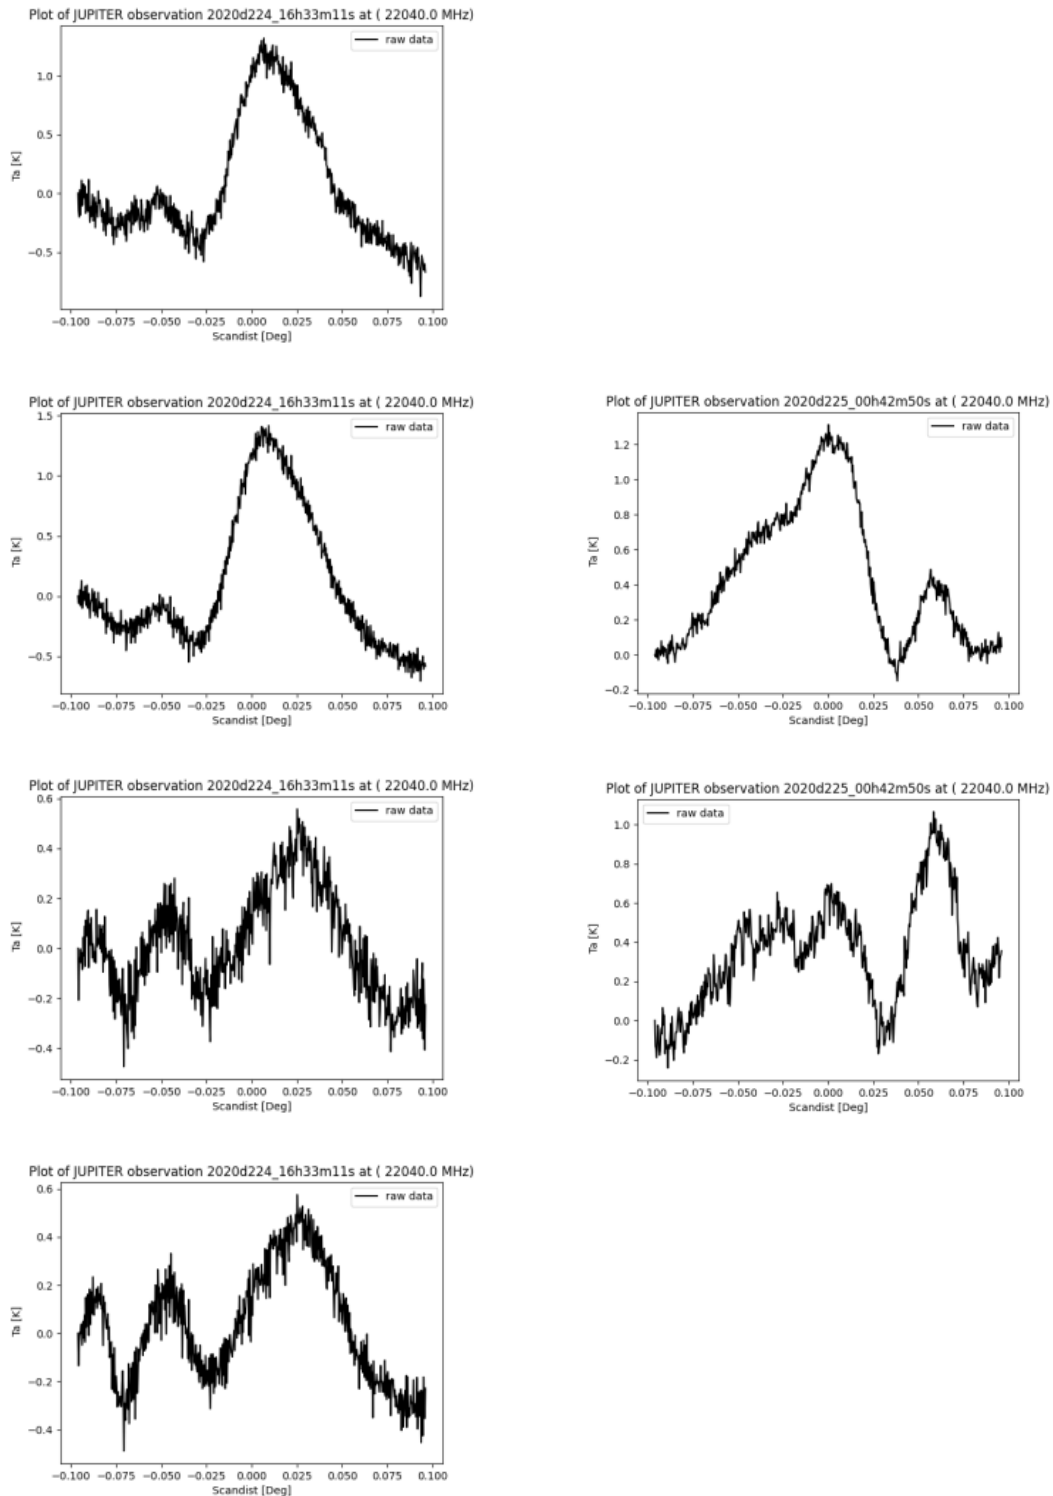 Plot of JUPITER observation 2020d224_16h33m11s at ( 22040.0 MHz)
raw data
1.0
0.5
0.0
−0.5
Ta [K]
−0.100 −0.075 −0.050 −0.025 0.000 0.025 0.050 0.075 0.100
Scandist [Deg]
Plot of JUPITER observation 2020d224_16h33m11s at ( 22040.0 MHz)
raw data
1.5
1.0
0.5
0.0
−0.5
Ta [K]
−0.100 −0.075 −0.050 −0.025 0.000 0.025 0.050 0.075 0.100
Scandist [Deg]
Plot of JUPITER observation 2020d225_00h42m50s at ( 22040.0 MHz)
raw data
1.2
1.0
0.8
0.6
0.4
0.2
0.0
−0.2
Ta [K]
−0.100 −0.075 −0.050 −0.025 0.000 0.025 0.050 0.075 0.100
Scandist [Deg]
Plot of JUPITER observation 2020d224_16h33m11s at ( 22040.0 MHz)
raw data
0.6
0.4
0.2
0.0
−0.2
−0.4
Ta [K]
−0.100 −0.075 −0.050 −0.025 0.000 0.025 0.050 0.075 0.100
Scandist [Deg]
Plot of JUPITER observation 2020d225_00h42m50s at ( 22040.0 MHz)
raw data
1.0
0.8
0.6
0.4
0.2
0.0
−0.2
Ta [K]
−0.100 −0.075 −0.050 −0.025 0.000 0.025 0.050 0.075 0.100
Scandist [Deg]
Plot of JUPITER observation 2020d224_16h33m11s at ( 22040.0 MHz)
raw data
0.6
0.4
0.2
0.0
−0.2
−0.4
Ta [K]
−0.100 −0.075 −0.050 −0.025 0.000 0.025 0.050 0.075 0.100
Scandist [Deg]